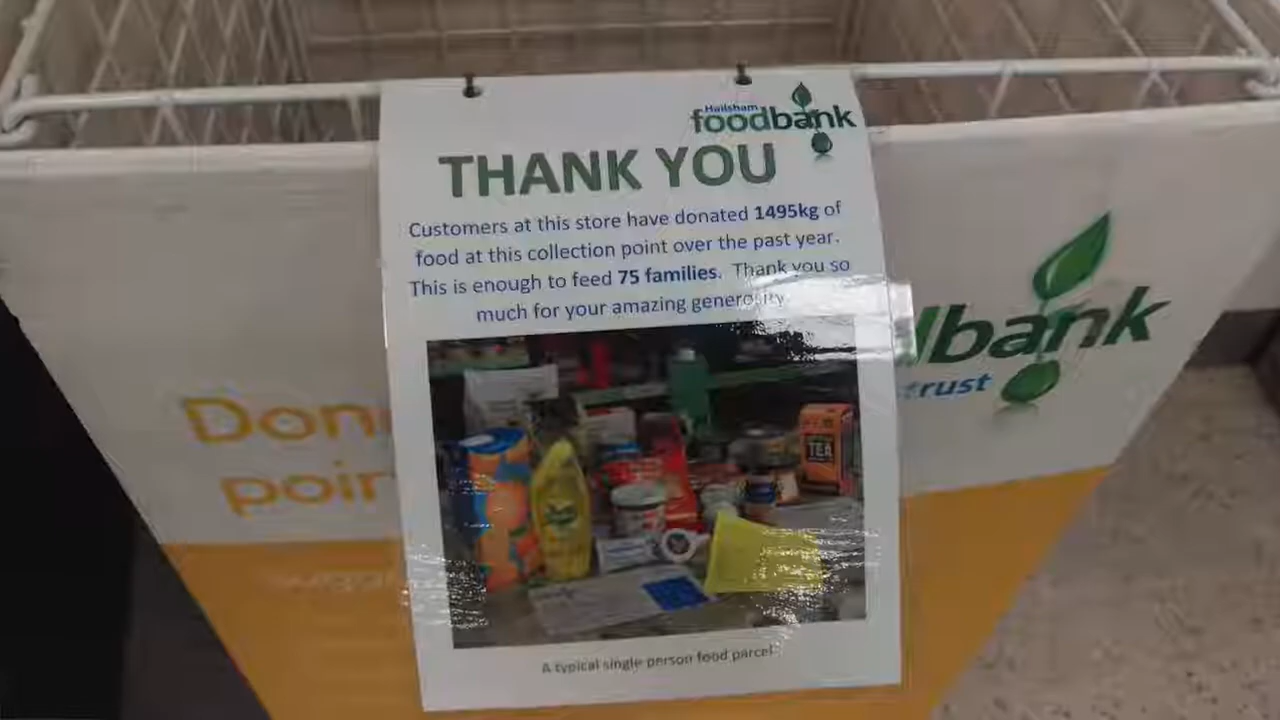 Hailsham
foodbank
THANK YOU
Customers at this store have donated 1495kg of
food at this collection point over the past year.
This is enough to feed 75 families. Thank you so
much for your amazing generosity
TEA
A typical single person food parcel
dbank
trust
Don
poin